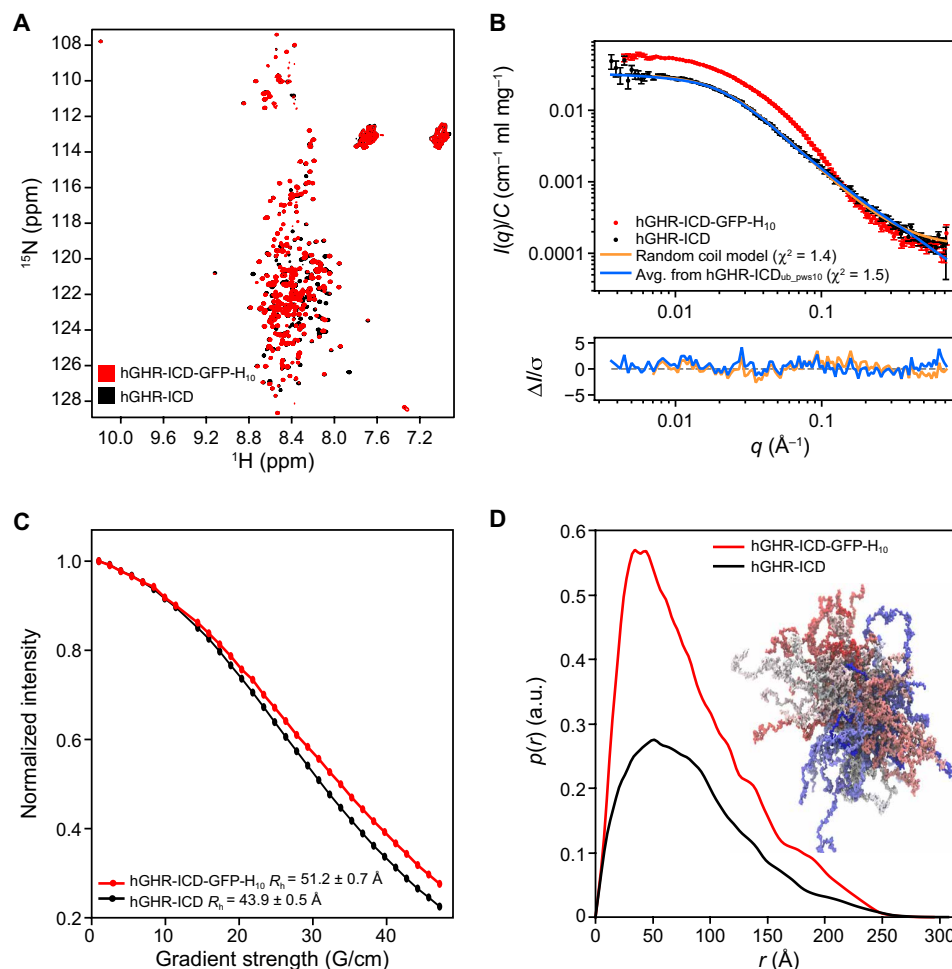 A
108
110
112
114
116
118
120
122
124
126
128
¹⁵N (ppm)
hGHR-ICD-GFP-H₁₀
hGHR-ICD
10.0 9.6 9.2 8.8 8.4 8.0 7.6 7.2
¹H (ppm)
B
0.01
0.001
0.0001
I(q)/C (cm⁻¹ ml mg⁻¹)
hGHR-ICD-GFP-H₁₀
hGHR-ICD
Random coil model (χ² = 1.4)
Avg. from hGHR-ICDub_pws10 (χ² = 1.5)
0.01 0.1
5
0
−5
ΔI/σ
0.01 0.1
q (Å⁻¹)
C
1.0
0.8
0.6
0.4
0.2
Normalized intensity
hGHR-ICD-GFP-H₁₀ Rₕ = 51.2 ± 0.7 Å
hGHR-ICD Rₕ = 43.9 ± 0.5 Å
0 10 20 30 40
Gradient strength (G/cm)
D
0.6
0.5
0.4
0.3
0.2
0.1
0
p(r) (a.u.)
hGHR-ICD-GFP-H₁₀
hGHR-ICD
0 50 100 150 200 250 300
r (Å)